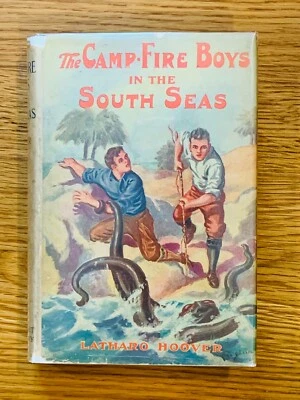 The CAMP-FIRE BOYS
IN THE
SOUTH SEAS
LATHARO HOOVER